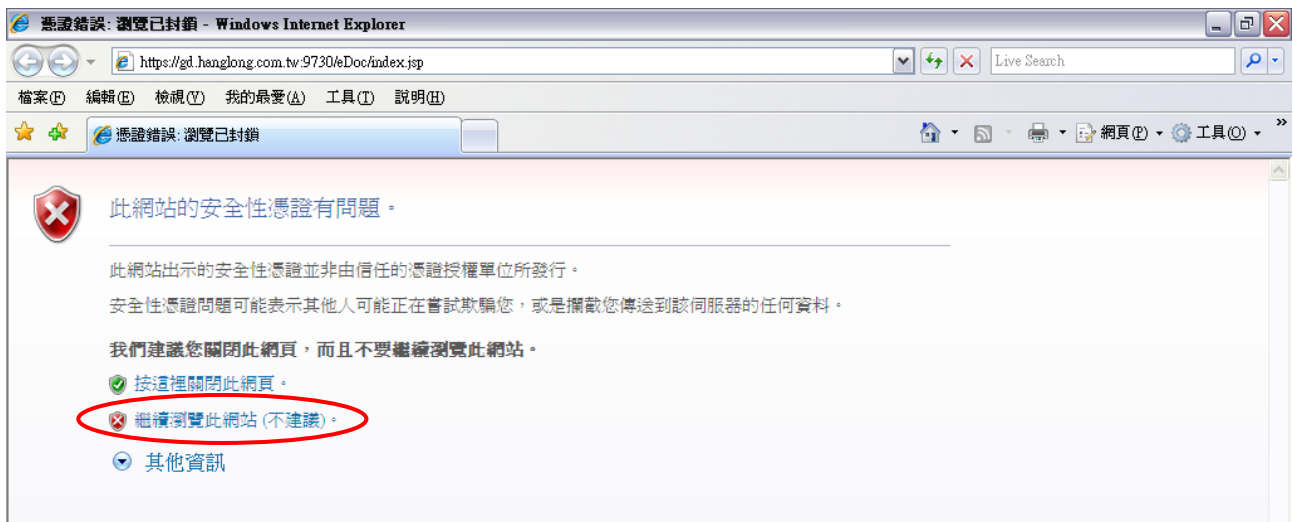 憑證錯誤: 瀏覽已封鎖 - Windows Internet Explorer
https://gd.hanglong.com.tw:9730/eDoc/index.jsp
Live Search
檔案(F) 編輯(E) 檢視(V) 我的最愛(A) 工具(T) 說明(H)
憑證錯誤: 瀏覽已封鎖
網頁(P) 工具(O) »
此網站的安全性憑證有問題。
此網站出示的安全性憑證並非由信任的憑證授權單位所發行。
安全性憑證問題可能表示其他人可能正在嘗試欺騙您，或是攔截您傳送到該伺服器的任何資料。
我們建議您關閉此網頁，而且不要繼續瀏覽此網站。
按這裡關閉此網頁。
繼續瀏覽此網站 (不建議)。
其他資訊